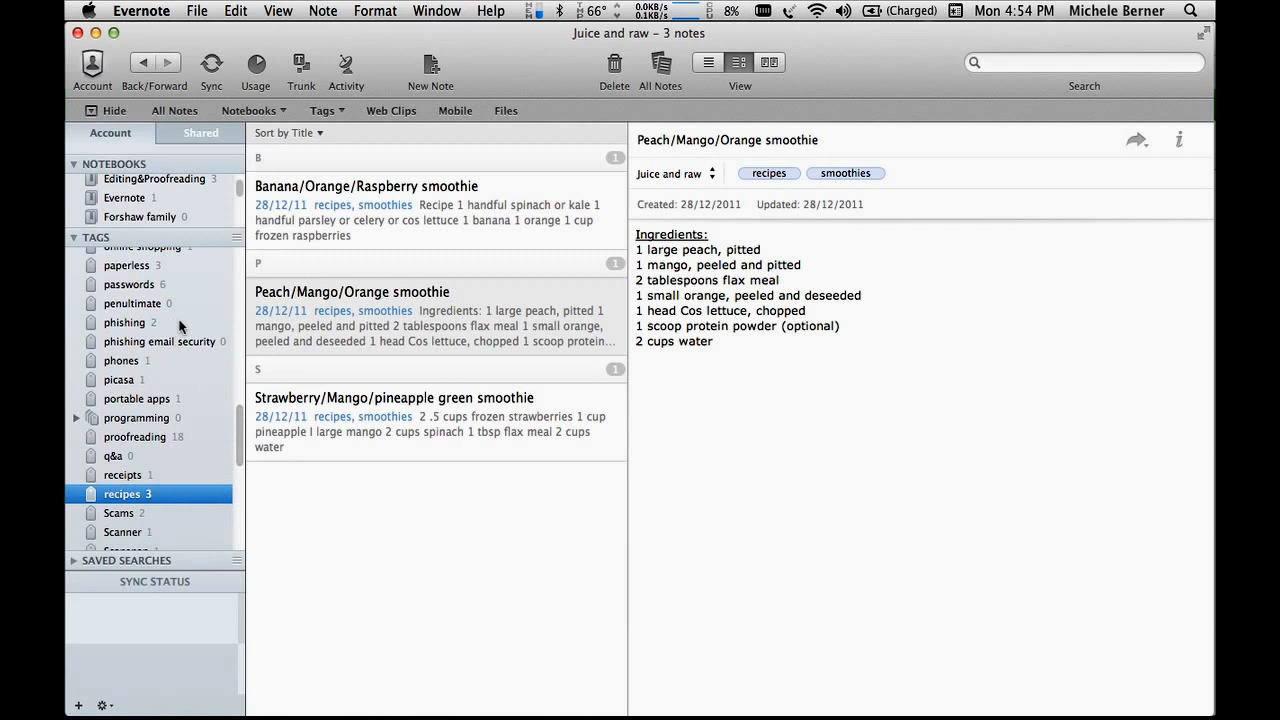 Evernote File Edit View Note Format Window Help MEM TMP 66° 0.0KB/s 0.1KB/s CPU 8% (Charged) Mon 4:54 PM Michele Berner
Juice and raw – 3 notes
Account Back/Forward Sync Usage Trunk Activity New Note Delete All Notes View Search
Hide All Notes Notebooks Tags Web Clips Mobile Files
Account Shared
NOTEBOOKS
Editing&Proofreading 3
Evernote 1
Forshaw family 0
TAGS
online shopping 1
paperless 3
passwords 6
penultimate 0
phishing 2
phishing email security 0
phones 1
picasa 1
portable apps 1
programming 0
proofreading 18
q&a 0
receipts 1
recipes 3
Scams 2
Scanner 1
SAVED SEARCHES
SYNC STATUS
Sort by Title
B 1
Banana/Orange/Raspberry smoothie
28/12/11 recipes, smoothies Recipe 1 handful spinach or kale 1
handful parsley or celery or cos lettuce 1 banana 1 orange 1 cup
frozen raspberries
P 1
Peach/Mango/Orange smoothie
28/12/11 recipes, smoothies Ingredients: 1 large peach, pitted 1
mango, peeled and pitted 2 tablespoons flax meal 1 small orange,
peeled and deseeded 1 head Cos lettuce, chopped 1 scoop protein...
S 1
Strawberry/Mango/pineapple green smoothie
28/12/11 recipes, smoothies 2 .5 cups frozen strawberries 1 cup
pineapple l large mango 2 cups spinach 1 tbsp flax meal 2 cups
water
Peach/Mango/Orange smoothie
Juice and raw recipes smoothies
Created: 28/12/2011 Updated: 28/12/2011
Ingredients:
1 large peach, pitted
1 mango, peeled and pitted
2 tablespoons flax meal
1 small orange, peeled and deseeded
1 head Cos lettuce, chopped
1 scoop protein powder (optional)
2 cups water